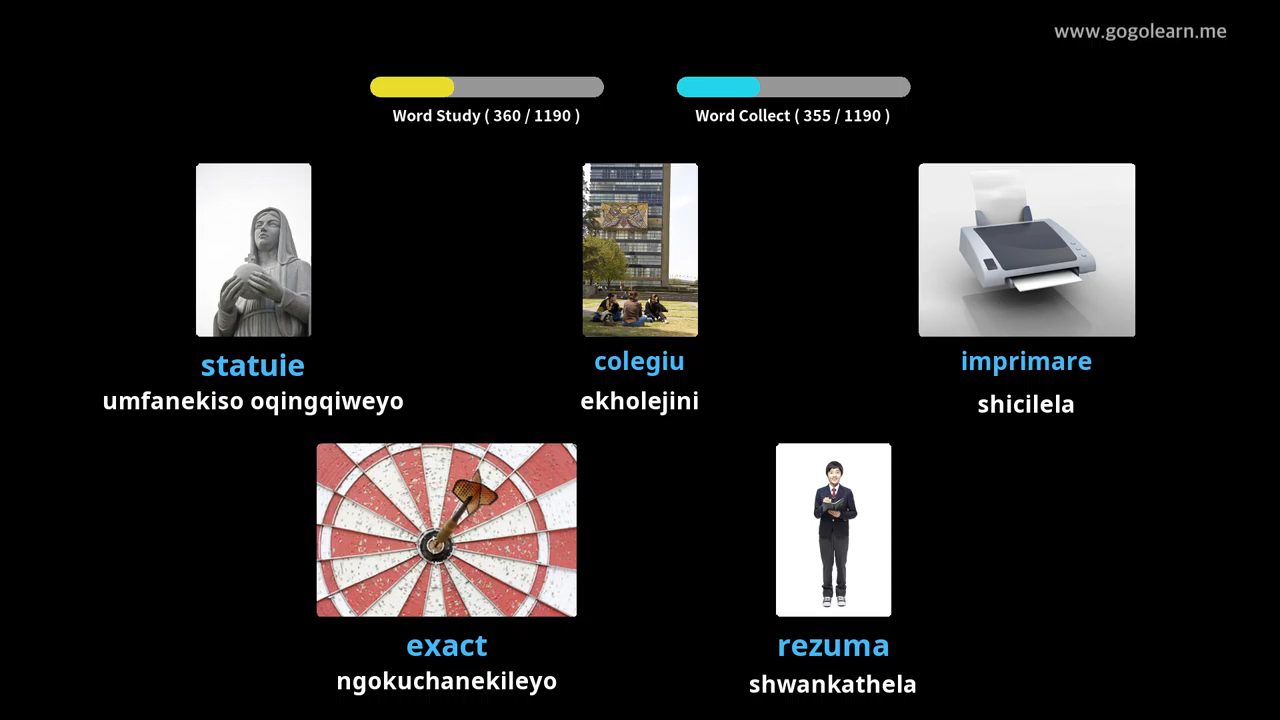 www.gogolearn.me
Word Study ( 360 / 1190 )
Word Collect ( 355 / 1190 )
statuie
umfanekiso oqingqiweyo
colegiu
ekholejini
imprimare
shicilela
exact
ngokuchanekileyo
rezuma
shwankathela